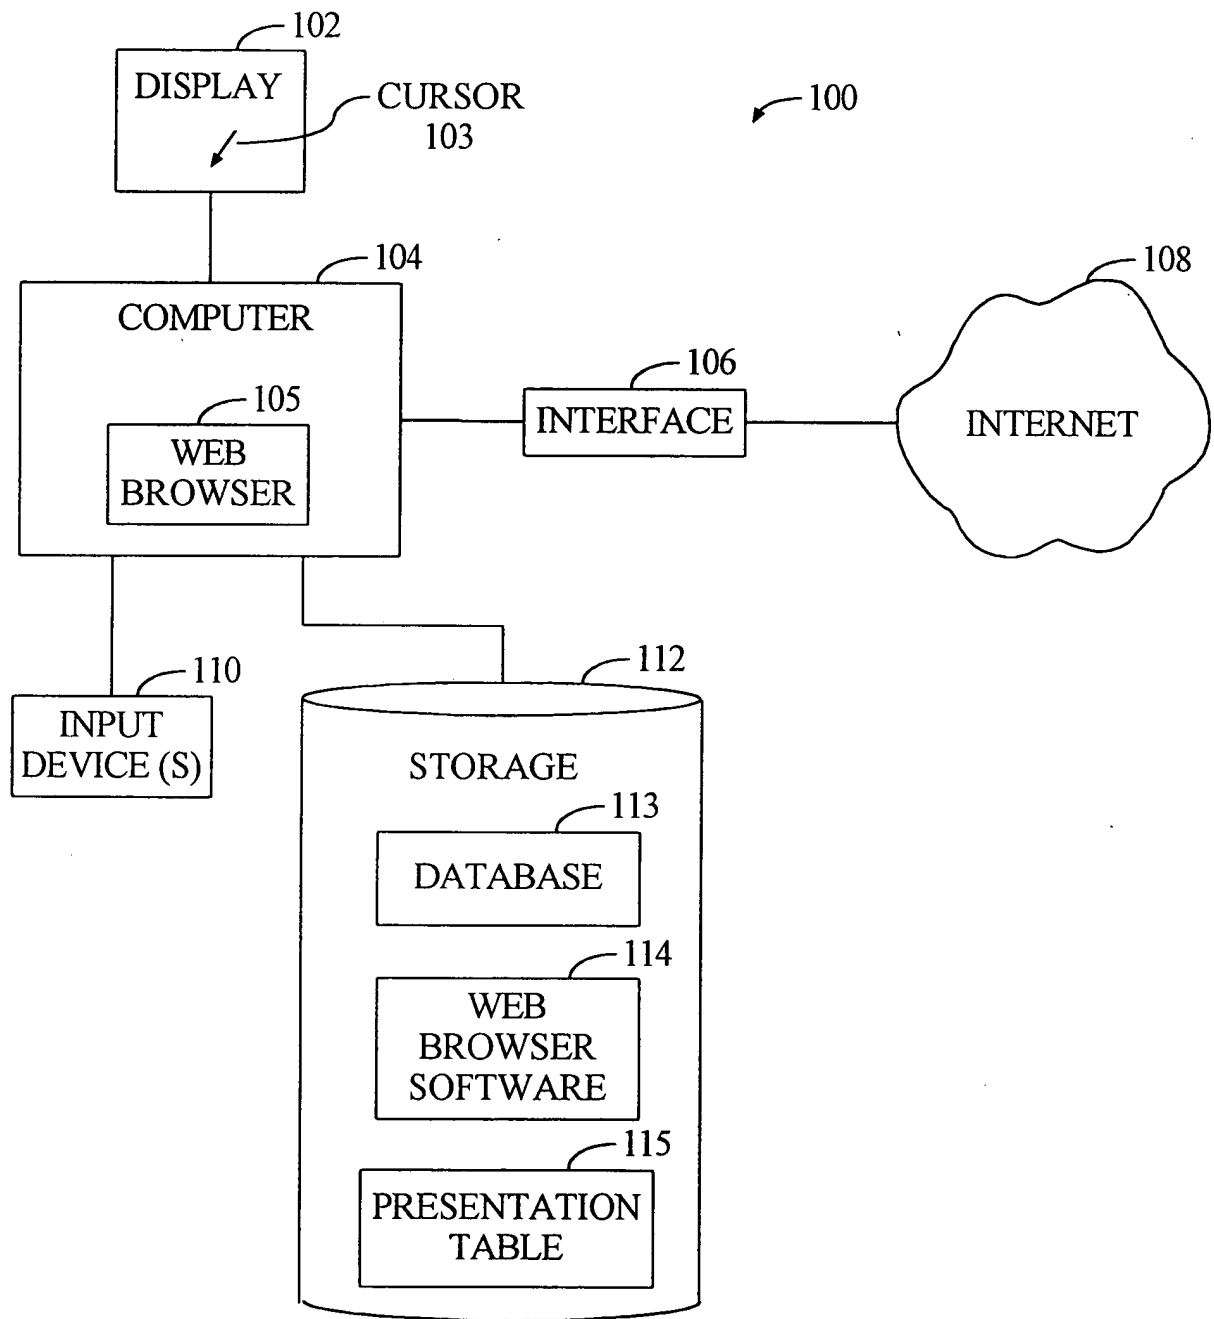 102
DISPLAY
CURSOR
103
100
104
COMPUTER
108
106
INTERFACE
INTERNET
105
WEB
BROWSER
110
INPUT
DEVICE (S)
112
STORAGE
113
DATABASE
114
WEB
BROWSER
SOFTWARE
115
PRESENTATION
TABLE